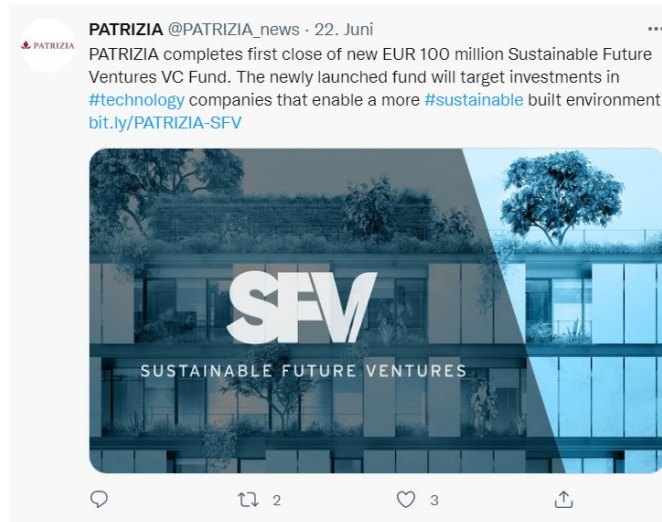 PATRIZIA
PATRIZIA @PATRIZIA_news · 22. Juni
PATRIZIA completes first close of new EUR 100 million Sustainable Future
Ventures VC Fund. The newly launched fund will target investments in
#technology companies that enable a more #sustainable built environment
bit.ly/PATRIZIA-SFV
SFV
SUSTAINABLE FUTURE VENTURES
2
3